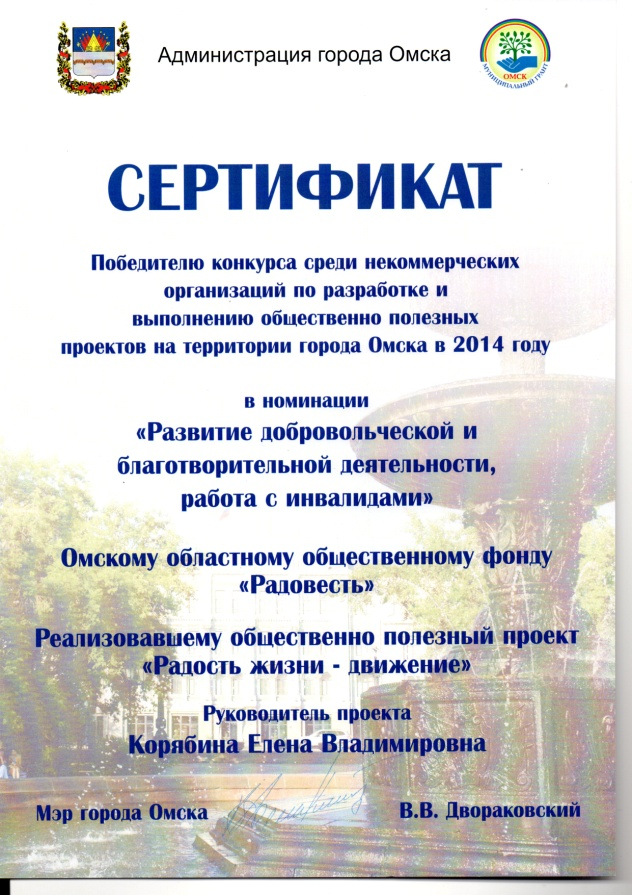 Администрация города Омска
ОМСК
МУНИЦИПАЛЬНЫЙ ГРАНТ
СЕРТИФИКАТ
Победителю конкурса среди некоммерческих
организаций по разработке и
выполнению общественно полезных
проектов на территории города Омска в 2014 году
в номинации
«Развитие добровольческой и
благотворительной деятельности,
работа с инвалидами»
Омскому областному общественному фонду
«Радовесть»
Реализовавшему общественно полезный проект
«Радость жизни - движение»
Руководитель проекта
Корябина Елена Владимировна
Мэр города Омска
В.В. Двораковский